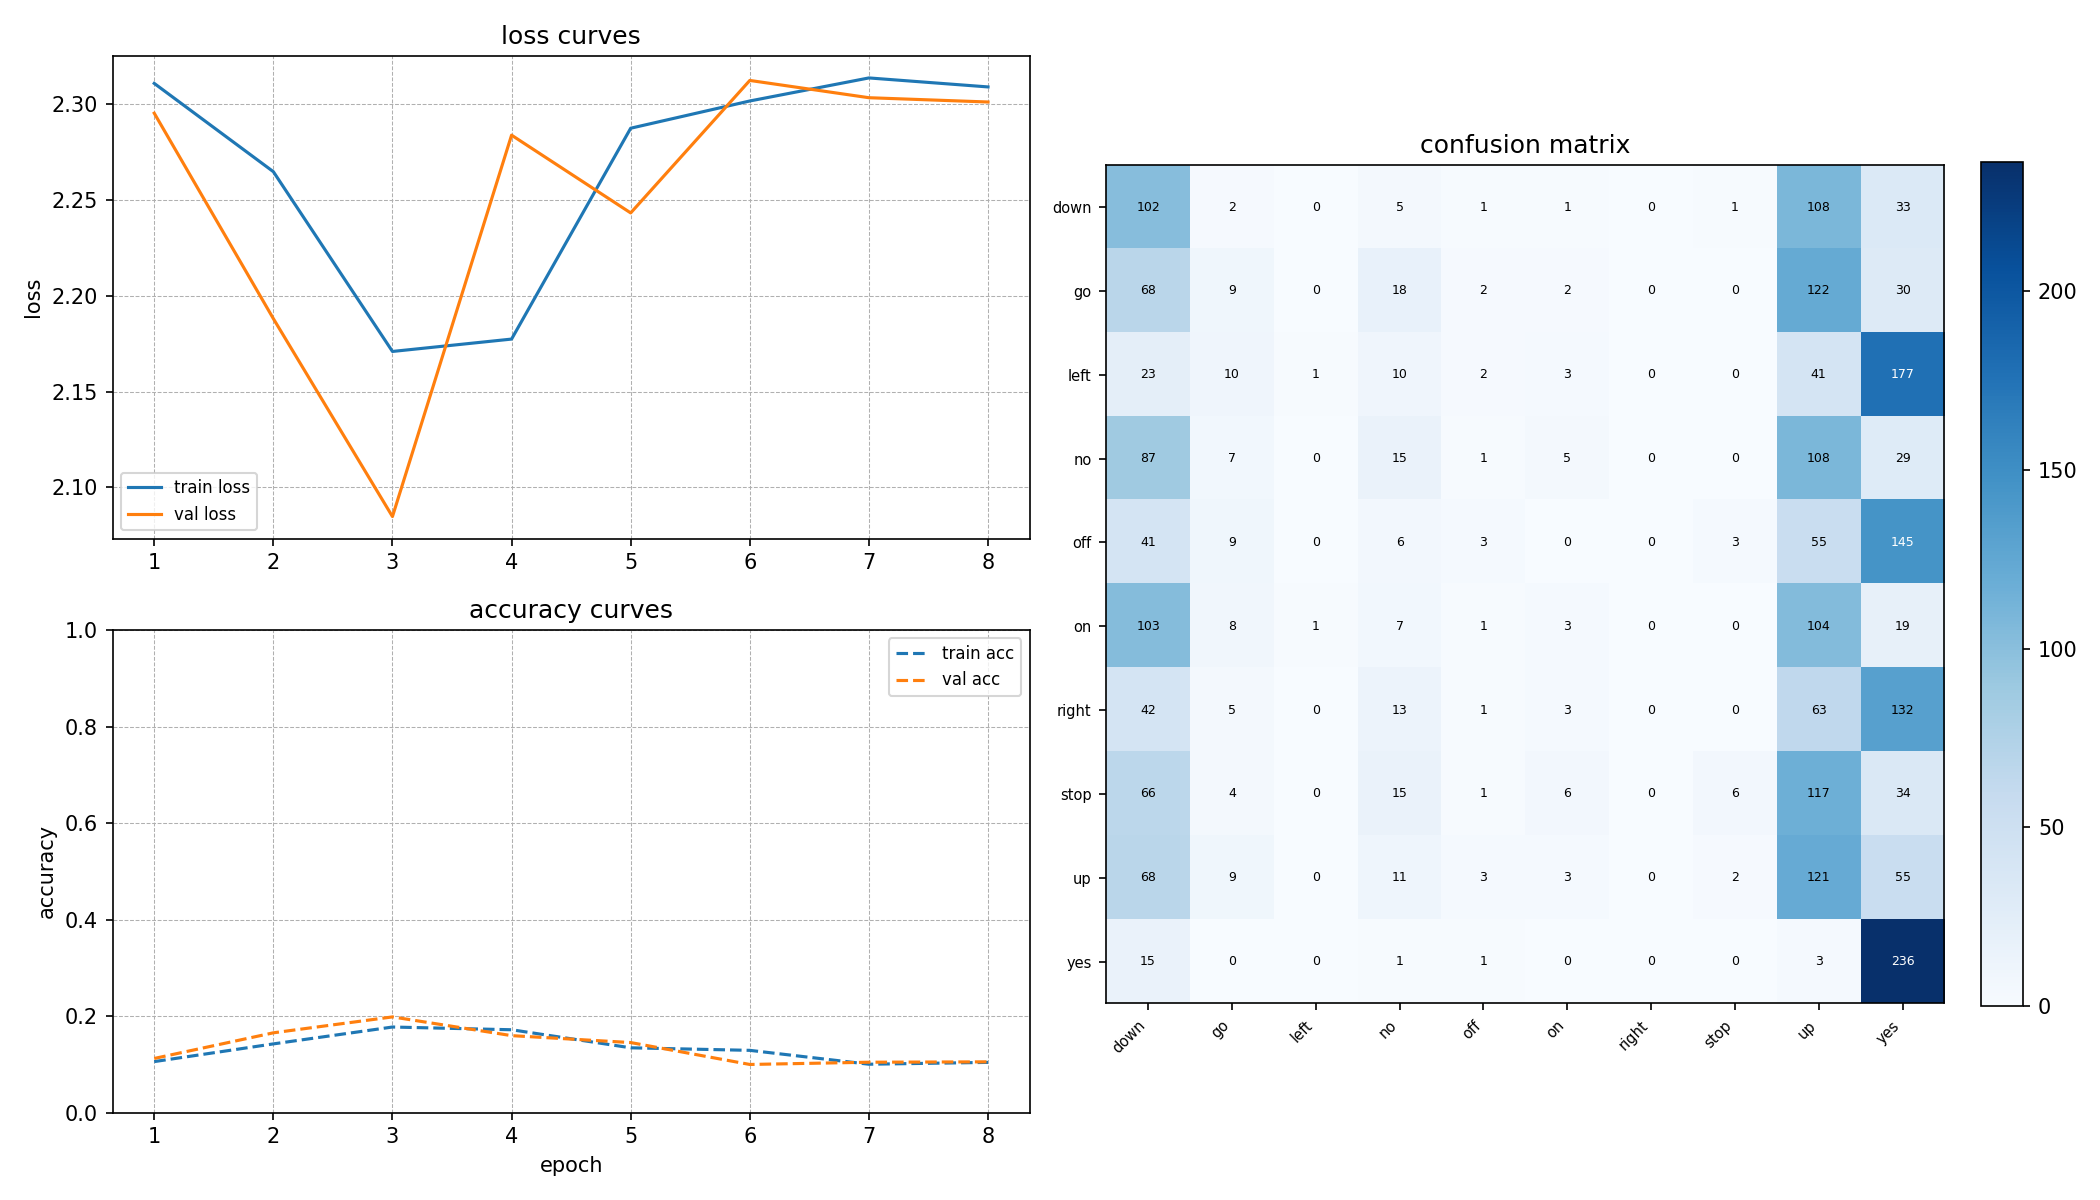 loss curves
loss
2.30
2.25
2.20
2.15
2.10
train loss
val loss
1 2 3 4 5 6 7 8
accuracy curves
accuracy
1.0
0.8
0.6
0.4
0.2
0.0
train acc
val acc
1 2 3 4 5 6 7 8
epoch
confusion matrix
down 102 2 0 5 1 1 0 1 108 33
go 68 9 0 18 2 2 0 0 122 30
left 23 10 1 10 2 3 0 0 41 177
no 87 7 0 15 1 5 0 0 108 29
off 41 9 0 6 3 0 0 3 55 145
on 103 8 1 7 1 3 0 0 104 19
right 42 5 0 13 1 3 0 0 63 132
stop 66 4 0 15 1 6 0 6 117 34
up 68 9 0 11 3 3 0 2 121 55
yes 15 0 0 1 1 0 0 0 3 236
down go left no off on right stop up yes
200
150
100
50
0